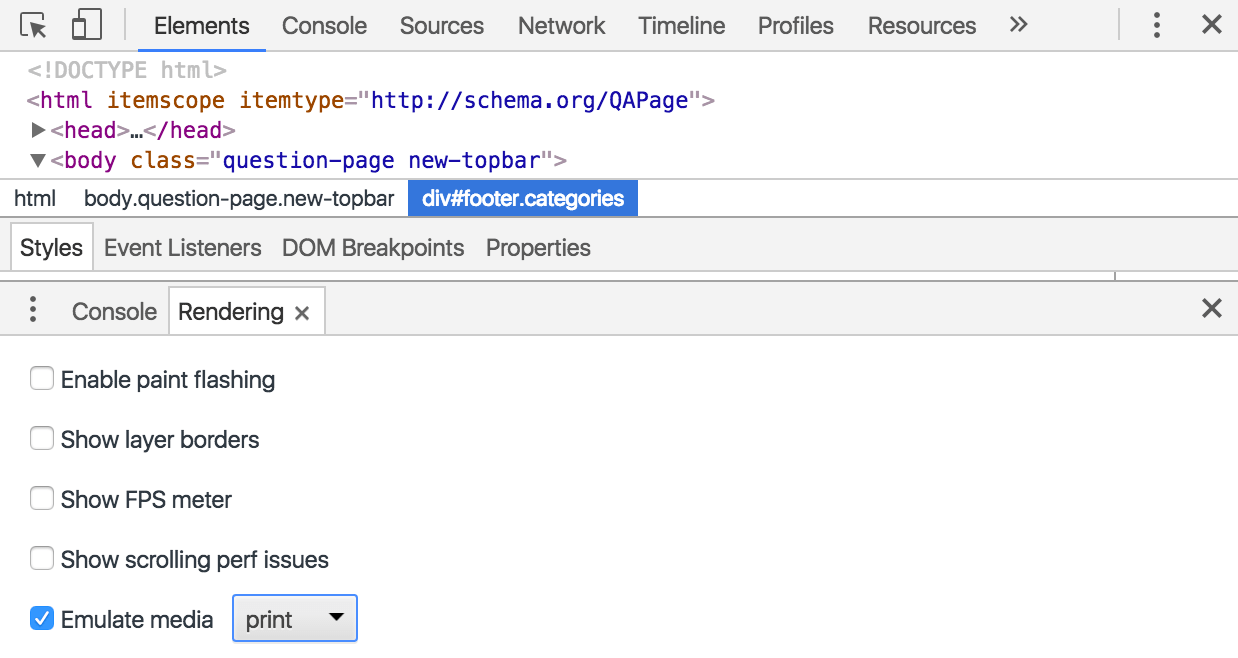 Elements Console Sources Network Timeline Profiles Resources »
<!DOCTYPE html>
<html itemscope itemtype="http://schema.org/QAPage">
▶<head>…</head>
▼<body class="question-page new-topbar">
html body.question-page.new-topbar div#footer.categories
Styles Event Listeners DOM Breakpoints Properties
Console Rendering ×
Enable paint flashing
Show layer borders
Show FPS meter
Show scrolling perf issues
Emulate media print